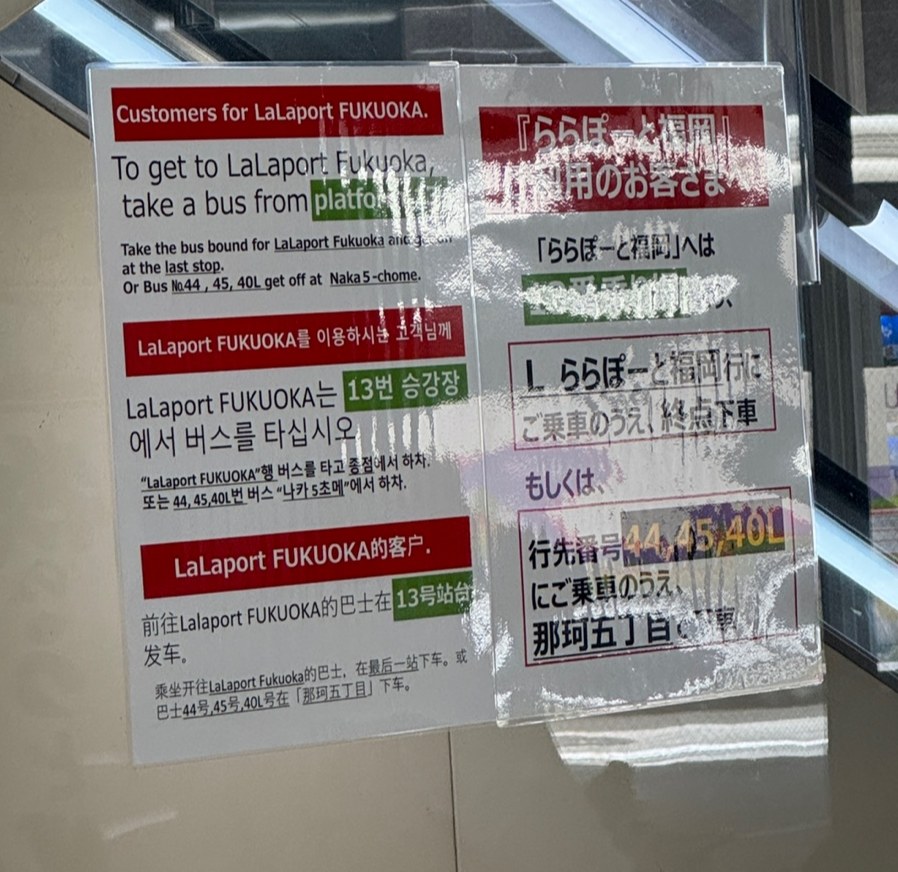 Customers for LaLaport FUKUOKA.
To get to LaLaport Fukuoka,
take a bus from
Take the bus bound for LaLaport Fukuoka and
at the last stop.
Or Bus №44 , 45, 40L get off at Naka5-chome.
LaLaport FUKUOKA를 이용하시는 고객님께
LaLaport FUKUOKA는 13번 승강장
에서 버스를 타십시오
“LaLaport FUKUOKA”행 버스를 타고 종점에서 하차.
또는 44, 45,40L번 버스 “나카 5초메”에서 하차.
LaLaport FUKUOKA的客户.
前往Lalaport FUKUOKA的巴士在 13号站台
发车。
乘坐开往LaLaport Fukuoka的巴士，在最后一站下车。或
巴士44号,45号,40L号在「那珂五丁目」下车。
『ららぽーと福岡』
用のお客さまへ
「ららぽーと福岡」へは
L ららぽーと福岡行に
ご乗車のうえ、終点下車
もしくは、
行先番号44,45,40L
にご乗車のうえ、
那珂五丁目で下車